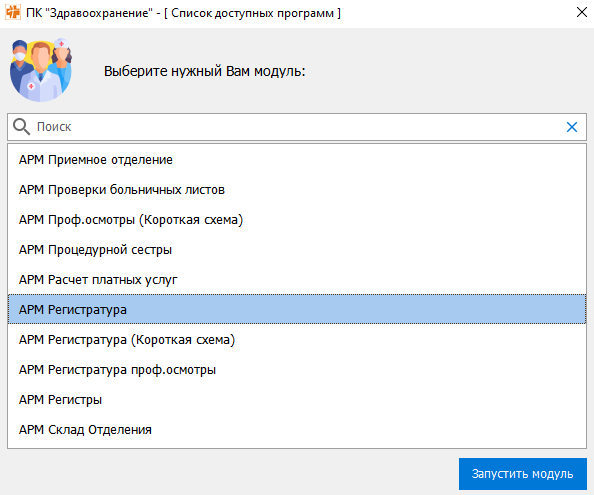 ПК "Здравоохранение" - [ Список доступных программ ]
Выберите нужный Вам модуль:
Поиск
АРМ Приемное отделение
АРМ Проверки больничных листов
АРМ Проф.осмотры (Короткая схема)
АРМ Процедурной сестры
АРМ Расчет платных услуг
АРМ Регистратура
АРМ Регистратура (Короткая схема)
АРМ Регистратура проф.осмотры
АРМ Регистры
АРМ Склад Отделения
Запустить модуль